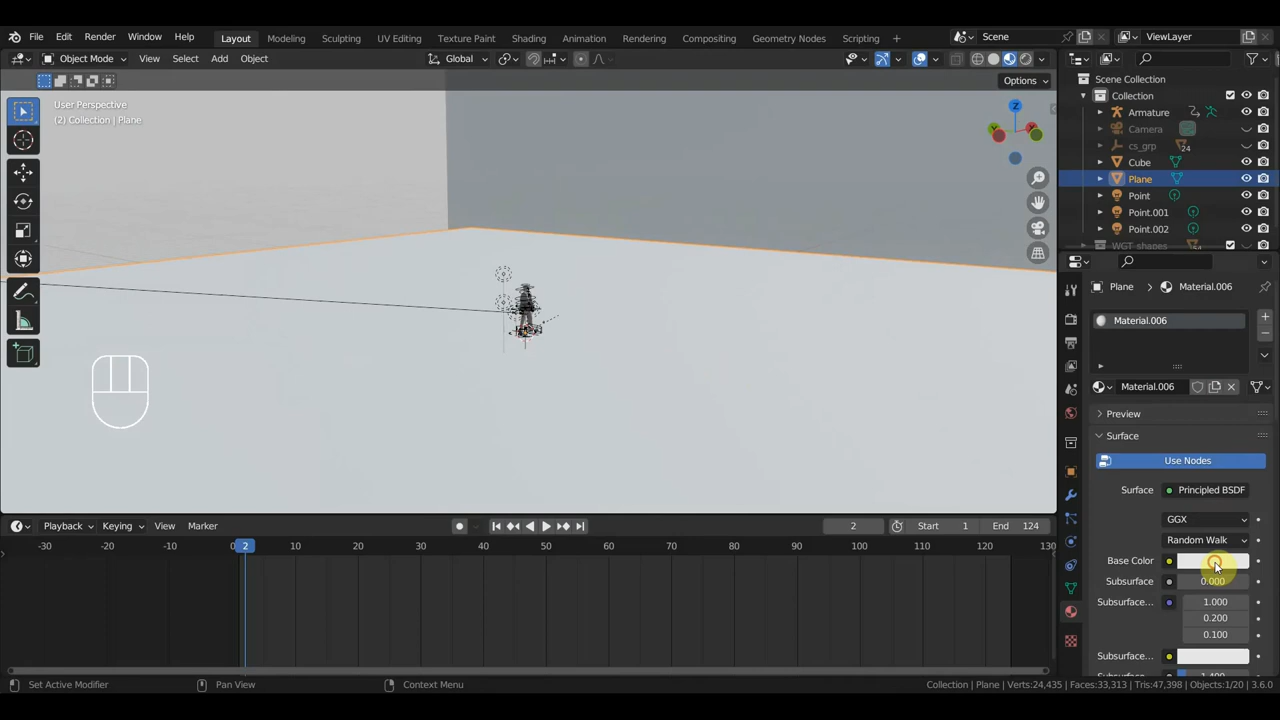 File Edit Render Window Help Layout Modeling Sculpting UV Editing Texture Paint Shading Animation Rendering Compositing Geometry Nodes Scripting + Scene ViewLayer
Object Mode View Select Add Object Global
Options
User Perspective
(2) Collection | Plane
Z
Scene Collection
Collection
Armature
Camera
cs_grp 24
Cube
Plane
Point
Point.001
Point.002
WGT_shapes
Plane > Material.006
Material.006
Material.006
Preview
Surface
Use Nodes
Surface Principled BSDF
GGX
Random Walk
Base Color
Subsurface 0.000
Subsurface... 1.000
0.200
0.100
Subsurface...
1.400
Playback Keying View Marker 2 Start 1 End 124
-30 -20 -10 0 2 10 20 30 40 50 60 70 80 90 100 110 120 130
Set Active Modifier Pan View Context Menu Collection | Plane | Verts:24,435 | Faces:33,313 | Tris:47,398 | Objects:1/20 | 3.6.0